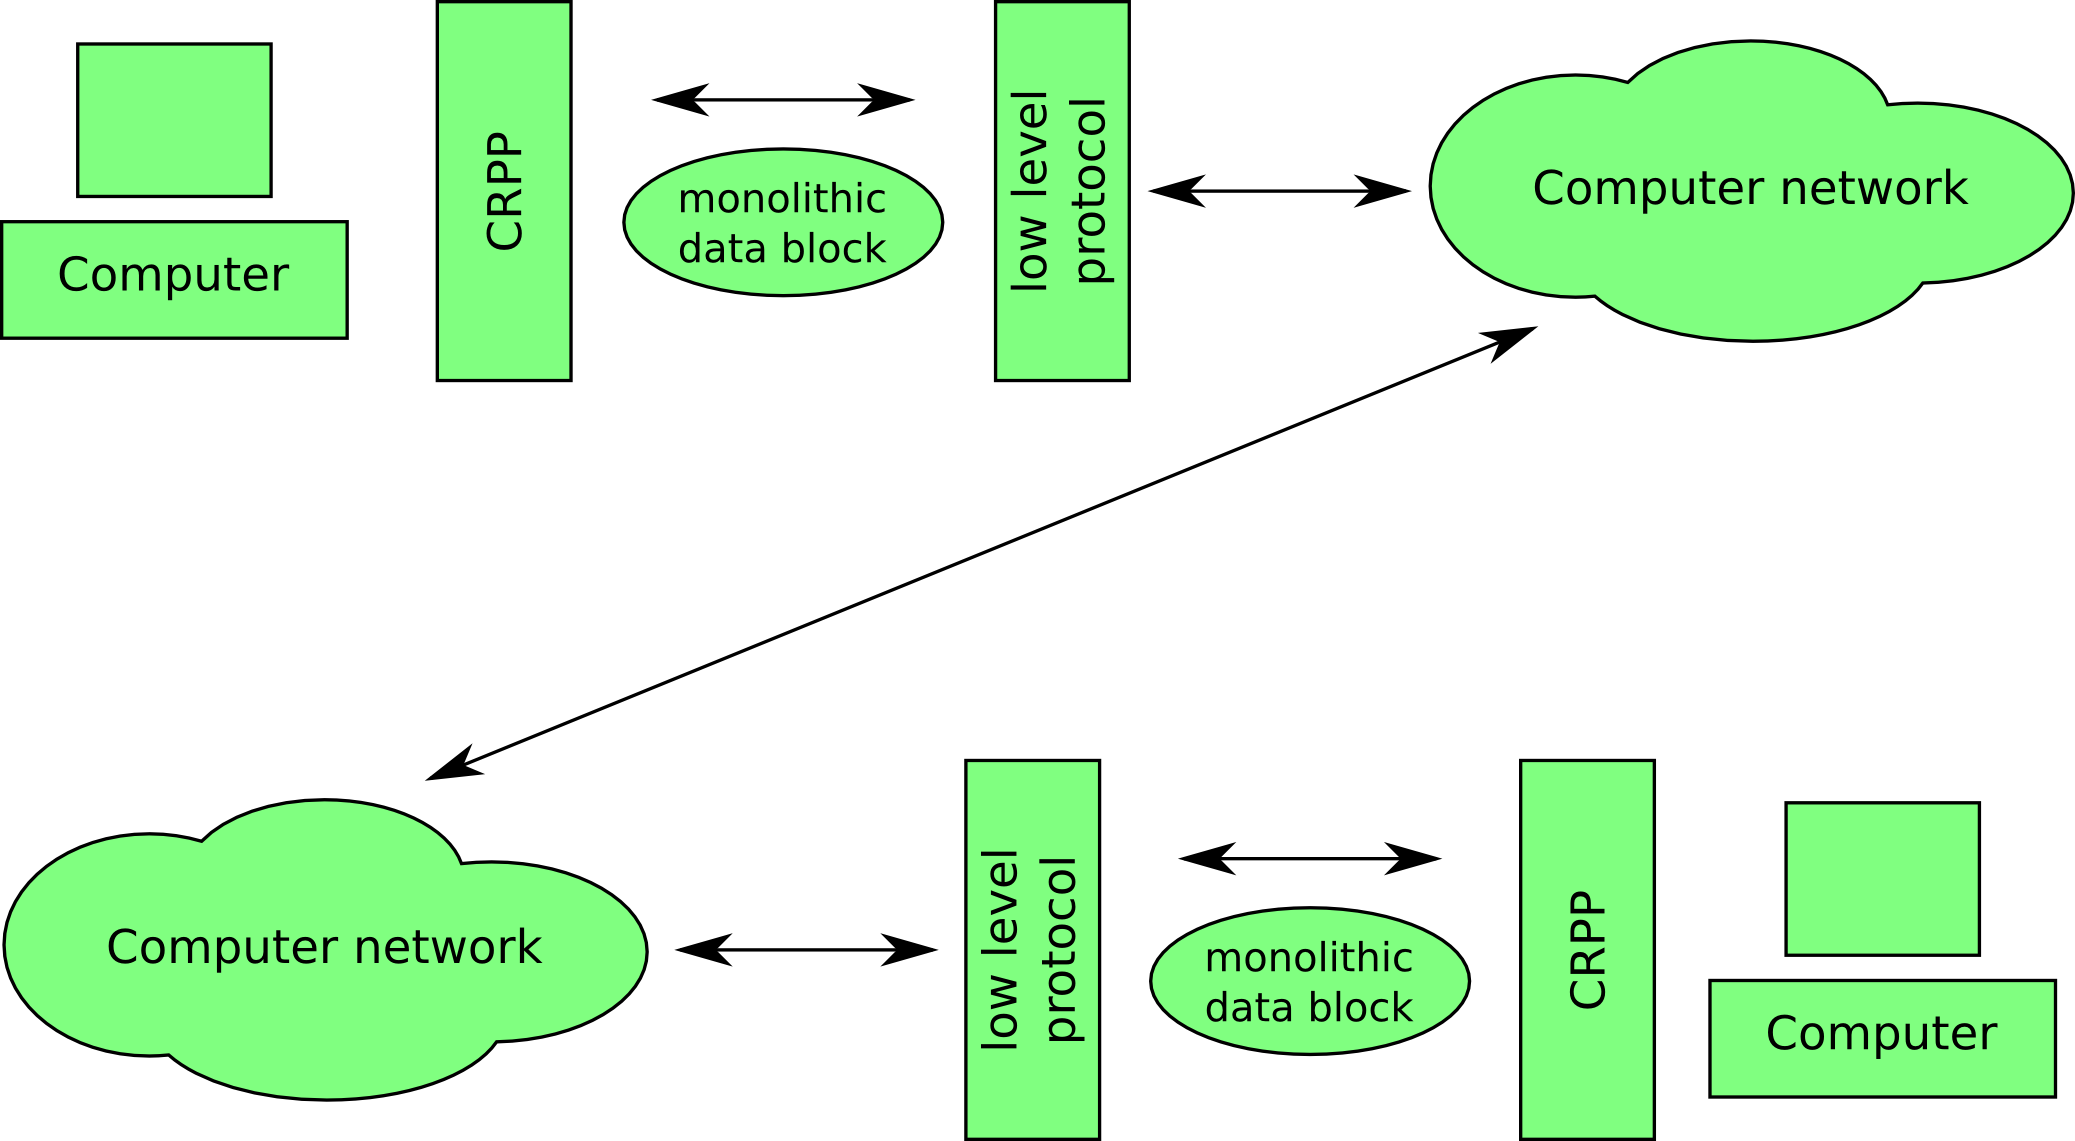 Computer
CRPP
monolithic
data block
low level
protocol
Computer network
Computer network
low level
protocol
monolithic
data block
CRPP
Computer